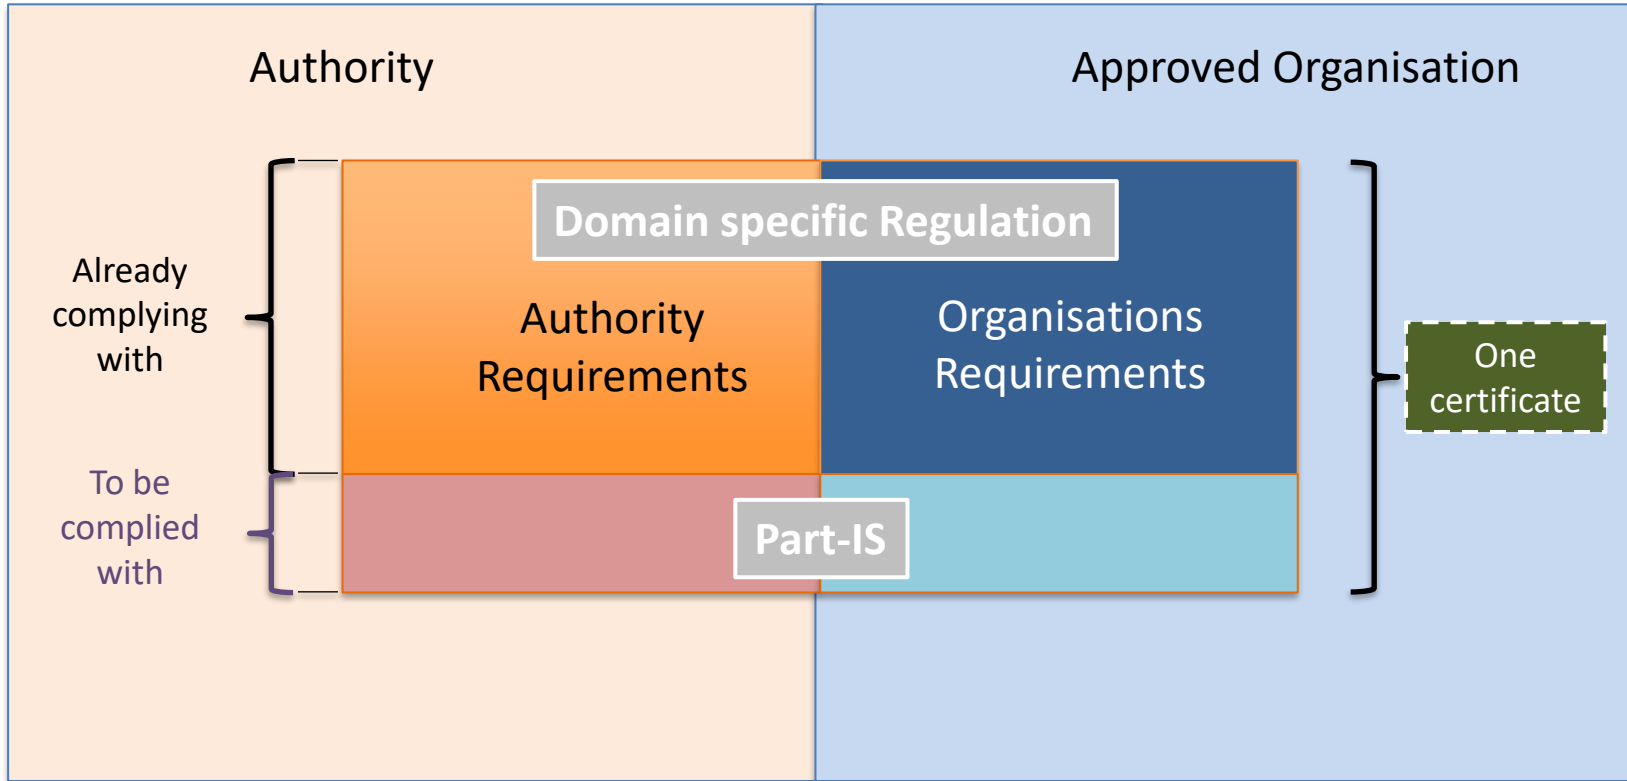 Authority
Approved Organisation
Domain specific Regulation
Already
complying
with
Authority
Requirements
Organisations
Requirements
One
certificate
To be
complied
with
Part-IS